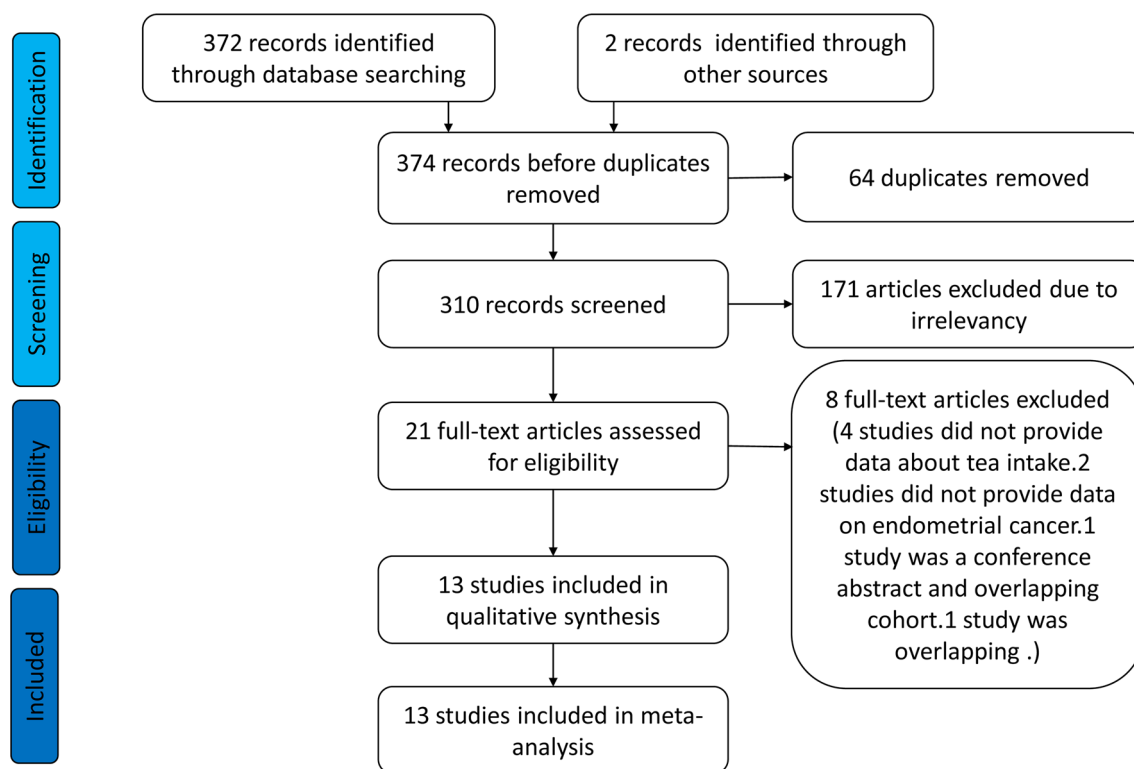 Identification
372 records identified
through database searching
2 records identified through
other sources
374 records before duplicates
removed
64 duplicates removed
Screening
310 records screened
171 articles excluded due to
irrelevancy
Eligibility
21 full-text articles assessed
for eligibility
8 full-text articles excluded
(4 studies did not provide
data about tea intake.2
studies did not provide data
on endometrial cancer.1
study was a conference
abstract and overlapping
cohort.1 study was
overlapping .)
Included
13 studies included in
qualitative synthesis
13 studies included in meta-
analysis